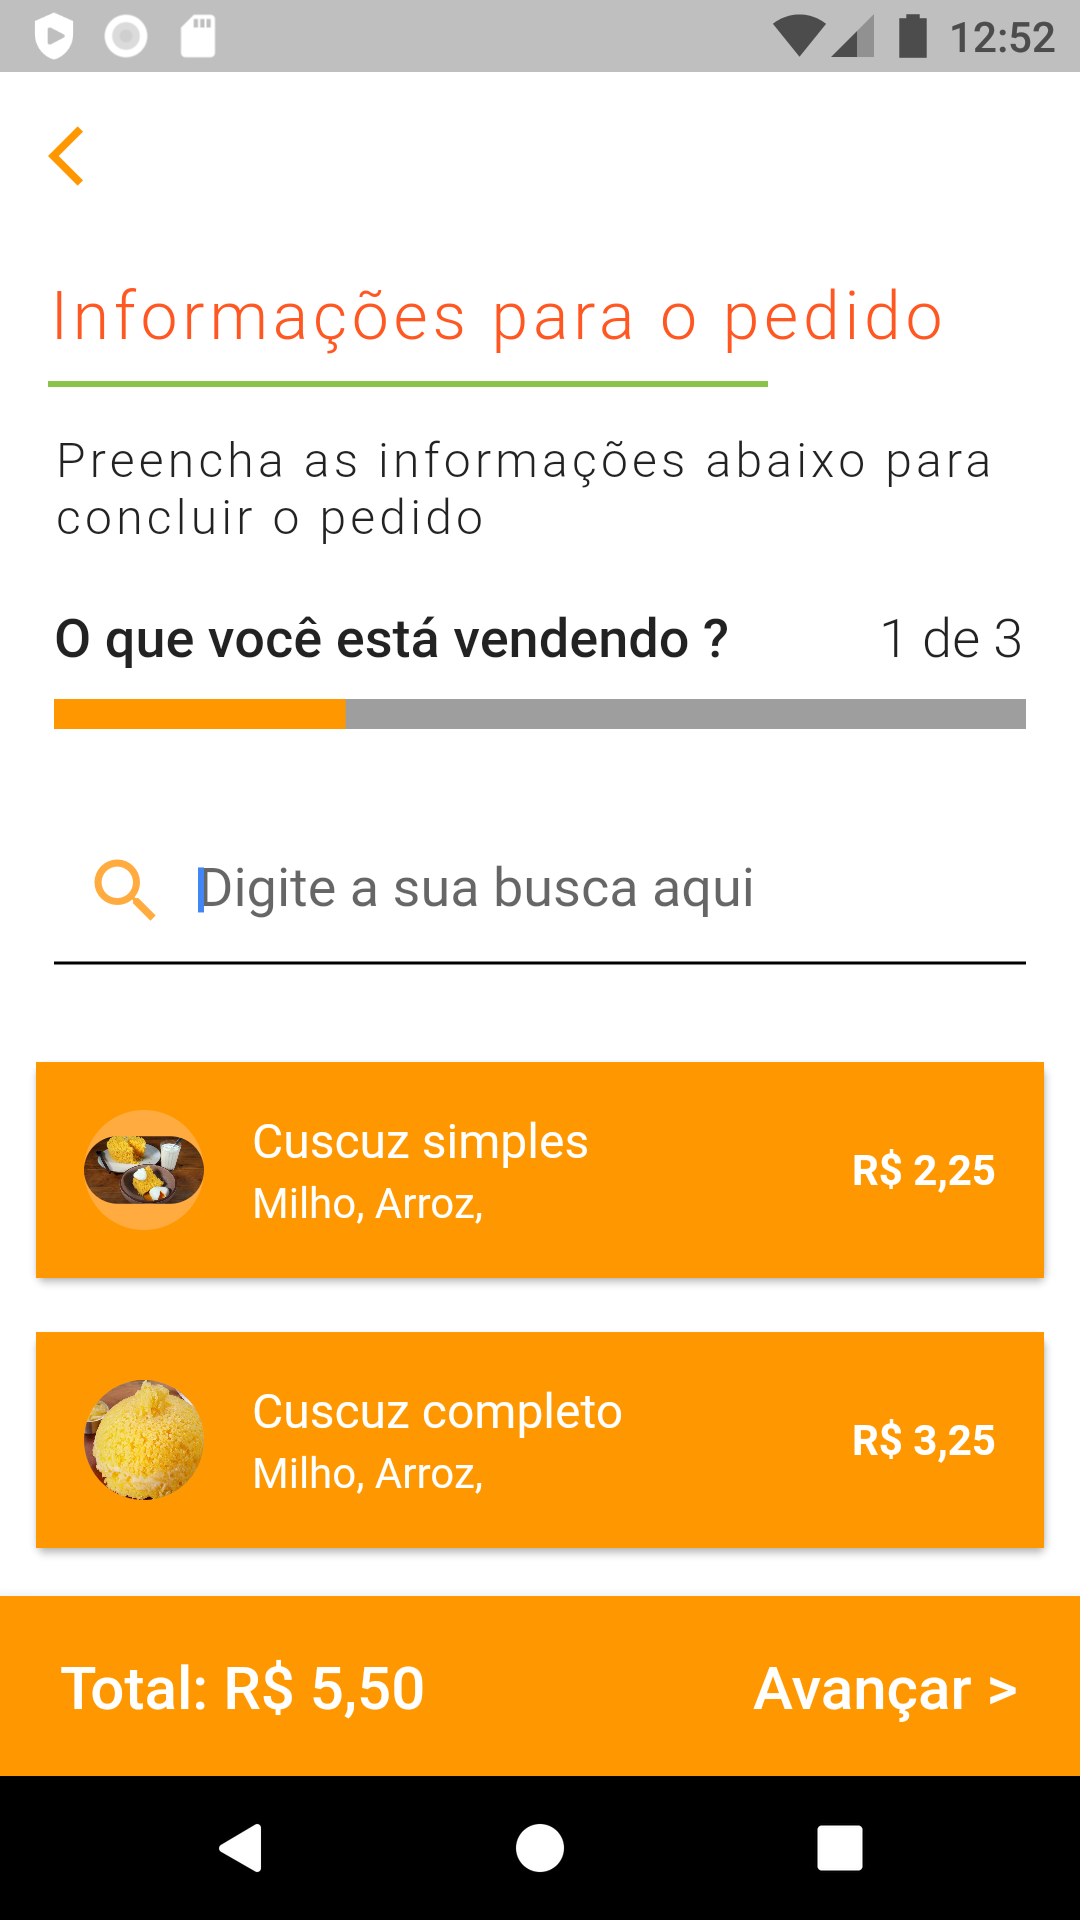 12:52
Informações para o pedido
Preencha as informações abaixo para
concluir o pedido
O que você está vendendo ? 1 de 3
Digite a sua busca aqui
Cuscuz simples
Milho, Arroz,
R$ 2,25
Cuscuz completo
Milho, Arroz,
R$ 3,25
Total: R$ 5,50 Avançar >